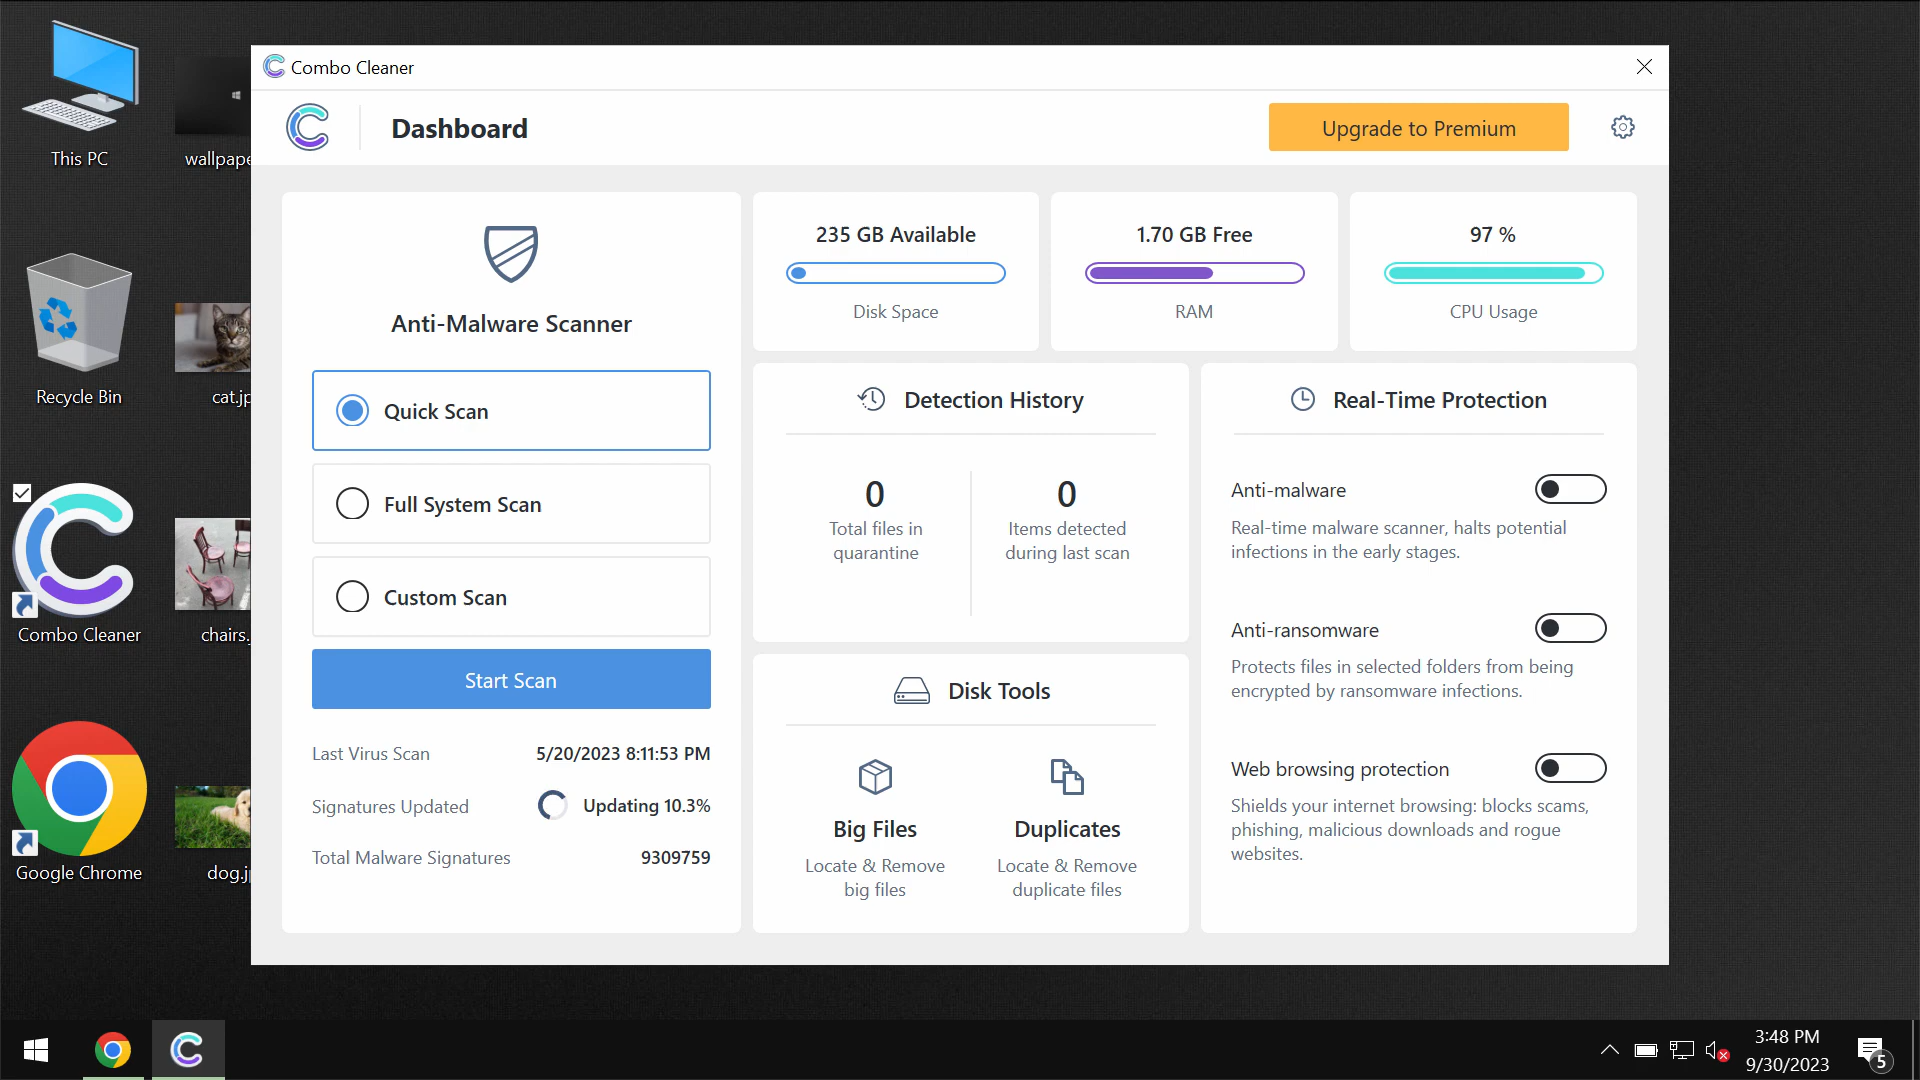 This PC
wallpape
Recycle Bin
cat.jp
Combo Cleaner
chairs.
Google Chrome
dog.j
Combo Cleaner
Dashboard
Upgrade to Premium
Anti-Malware Scanner
Quick Scan
Full System Scan
Custom Scan
Start Scan
Last Virus Scan 5/20/2023 8:11:53 PM
Signatures Updated Updating 10.3%
Total Malware Signatures 9309759
235 GB Available
Disk Space
1.70 GB Free
RAM
97 %
CPU Usage
Detection History
0
Total files in
quarantine
0
Items detected
during last scan
Disk Tools
Big Files
Locate & Remove
big files
Duplicates
Locate & Remove
duplicate files
Real-Time Protection
Anti-malware
Real-time malware scanner, halts potential
infections in the early stages.
Anti-ransomware
Protects files in selected folders from being
encrypted by ransomware infections.
Web browsing protection
Shields your internet browsing: blocks scams,
phishing, malicious downloads and rogue
websites.
3:48 PM
9/30/2023
5